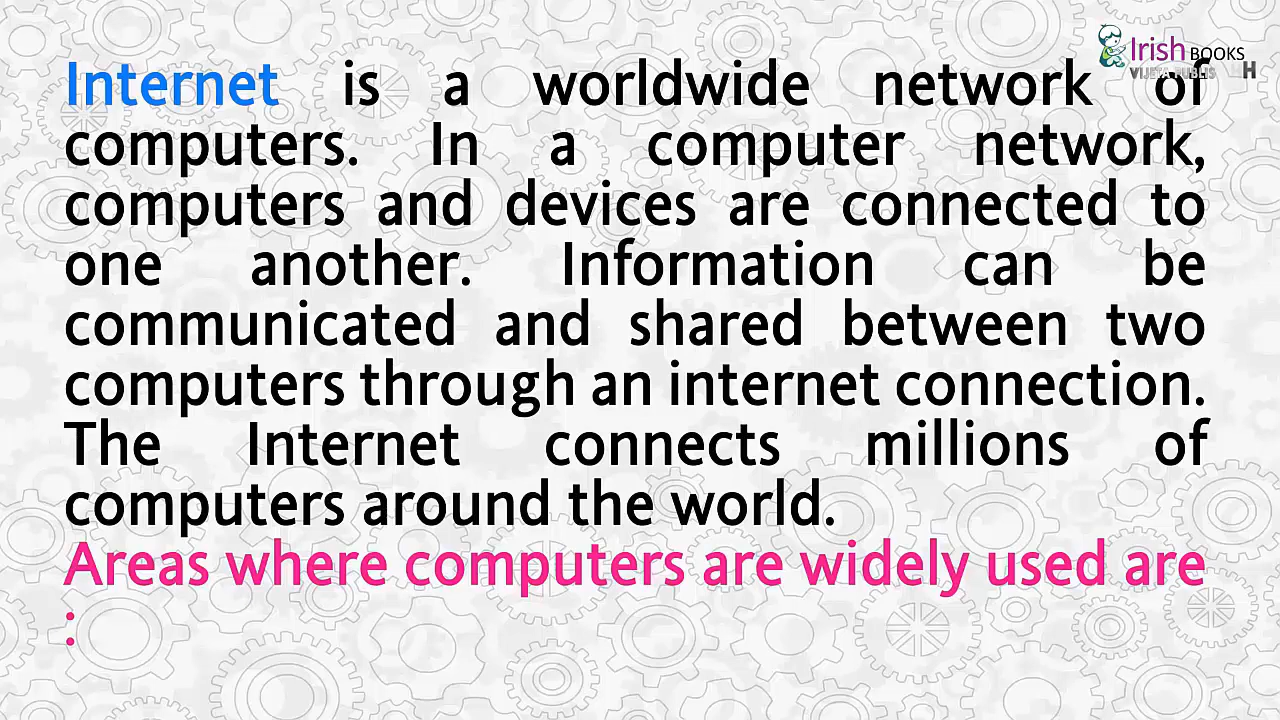 Irish BOOKS
Internet is a worldwide network of
computers. In a computer network,
computers and devices are connected to
one another. Information can be
communicated and shared between two
computers through an internet connection.
The Internet connects millions of
computers around the world.
Areas where computers are widely used are
: